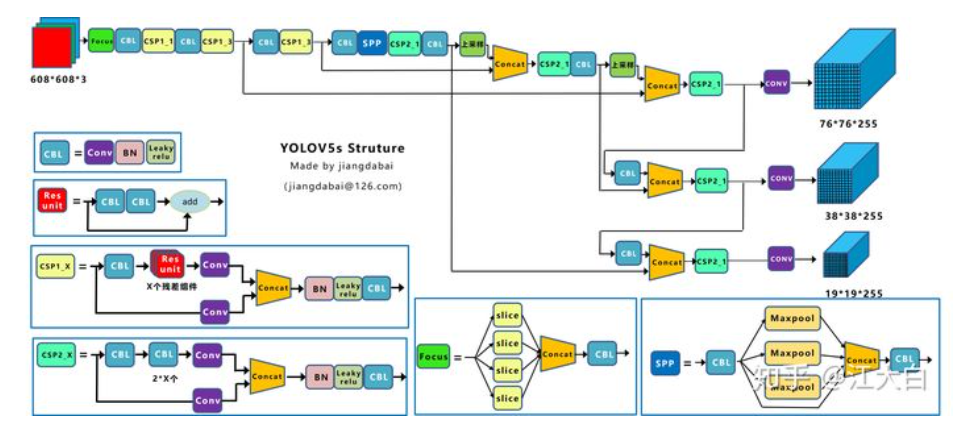 Focus CBL CSP1_1 CBL CSP1_3 CBL CSP1_3 CBL SPP CSP2_1 CBL 上采样
Concat CSP2_1 CBL 上采样
Concat CSP2_1 CONV
608*608*3
76*76*255
YOLOV5s Struture
Made by jiangdabai
(jiangdabai@126.com)
CBL = Conv BN Leaky relu
CBL Concat CSP2_1 CONV
38*38*255
Res unit = CBL CBL add
CBL Concat CSP2_1 CONV
19*19*255
CSP1_X = CBL Res unit Conv
X个残差组件
Concat BN Leaky relu CBL
Conv
CSP2_X = CBL CBL Conv
2*X个
Concat BN Leaky relu CBL
Conv
Focus = slice
slice
slice
slice
Concat CBL
SPP = CBL Maxpool
Maxpool
Maxpool
Concat CBL
知乎 @江大白